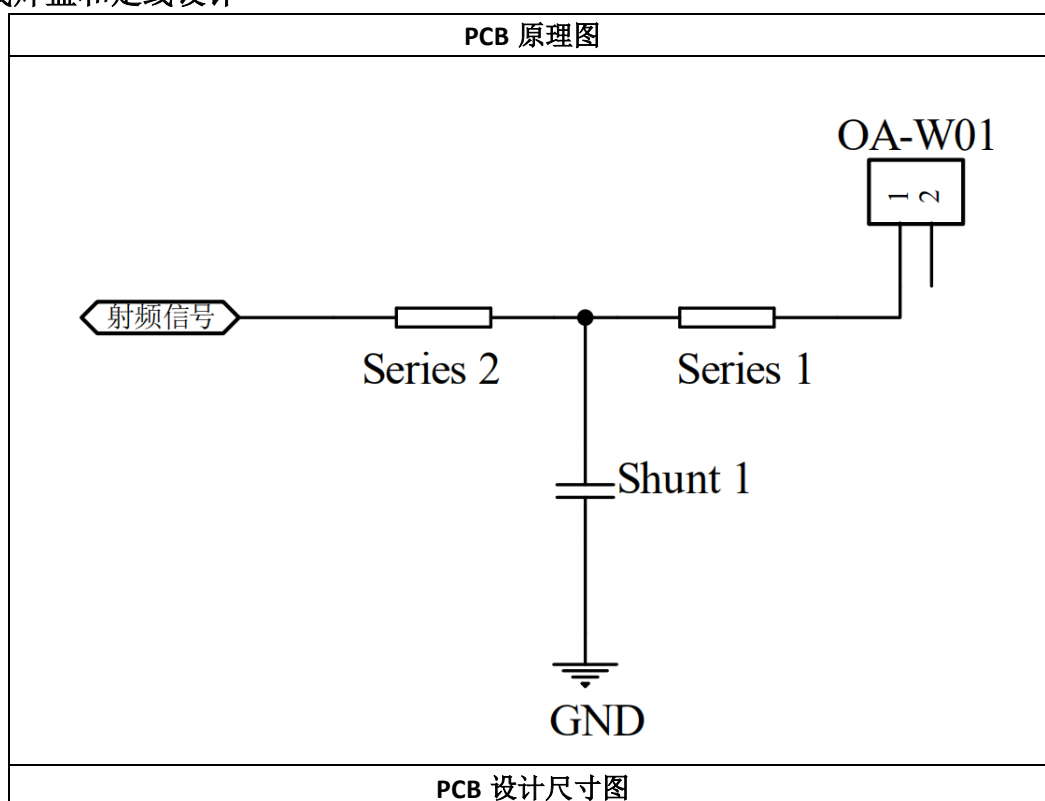 PCB 原理图
OA-W01
1
2
射频信号
Series 2
Series 1
Shunt 1
GND
PCB 设计尺寸图